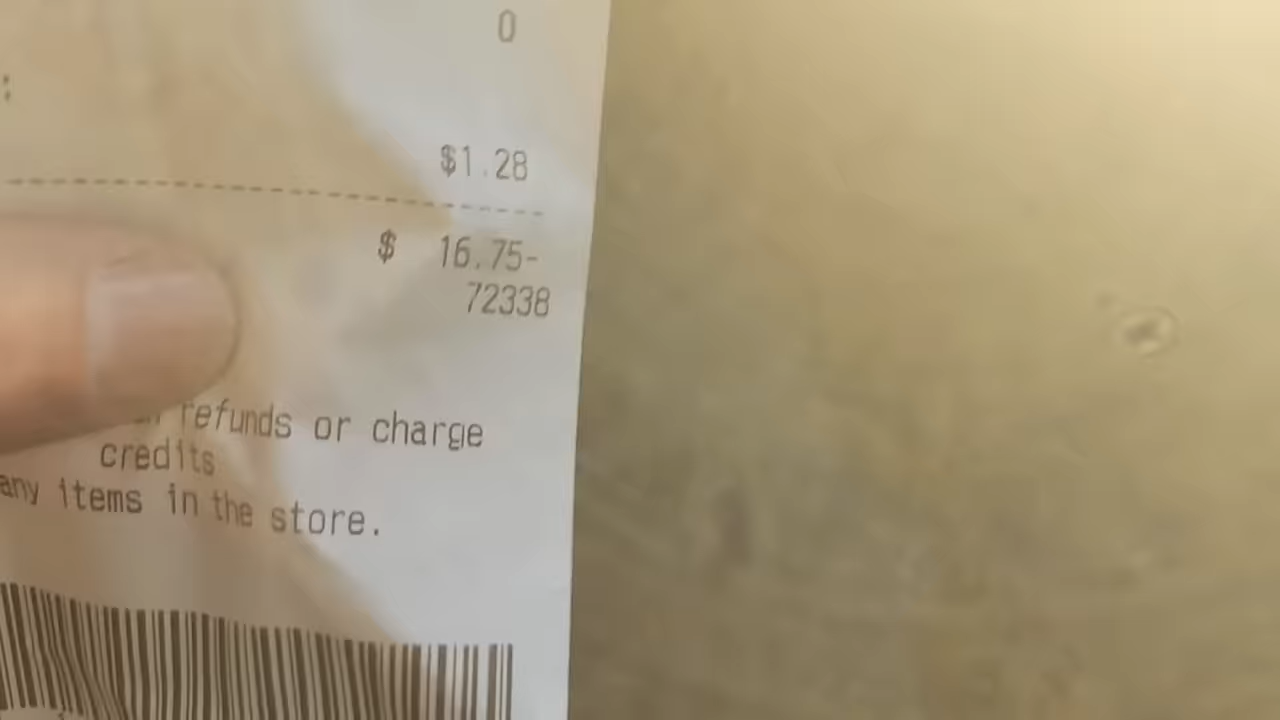 0
:
$1.28
$ 16.75-
72338
refunds or charge
credits
any items in the store.